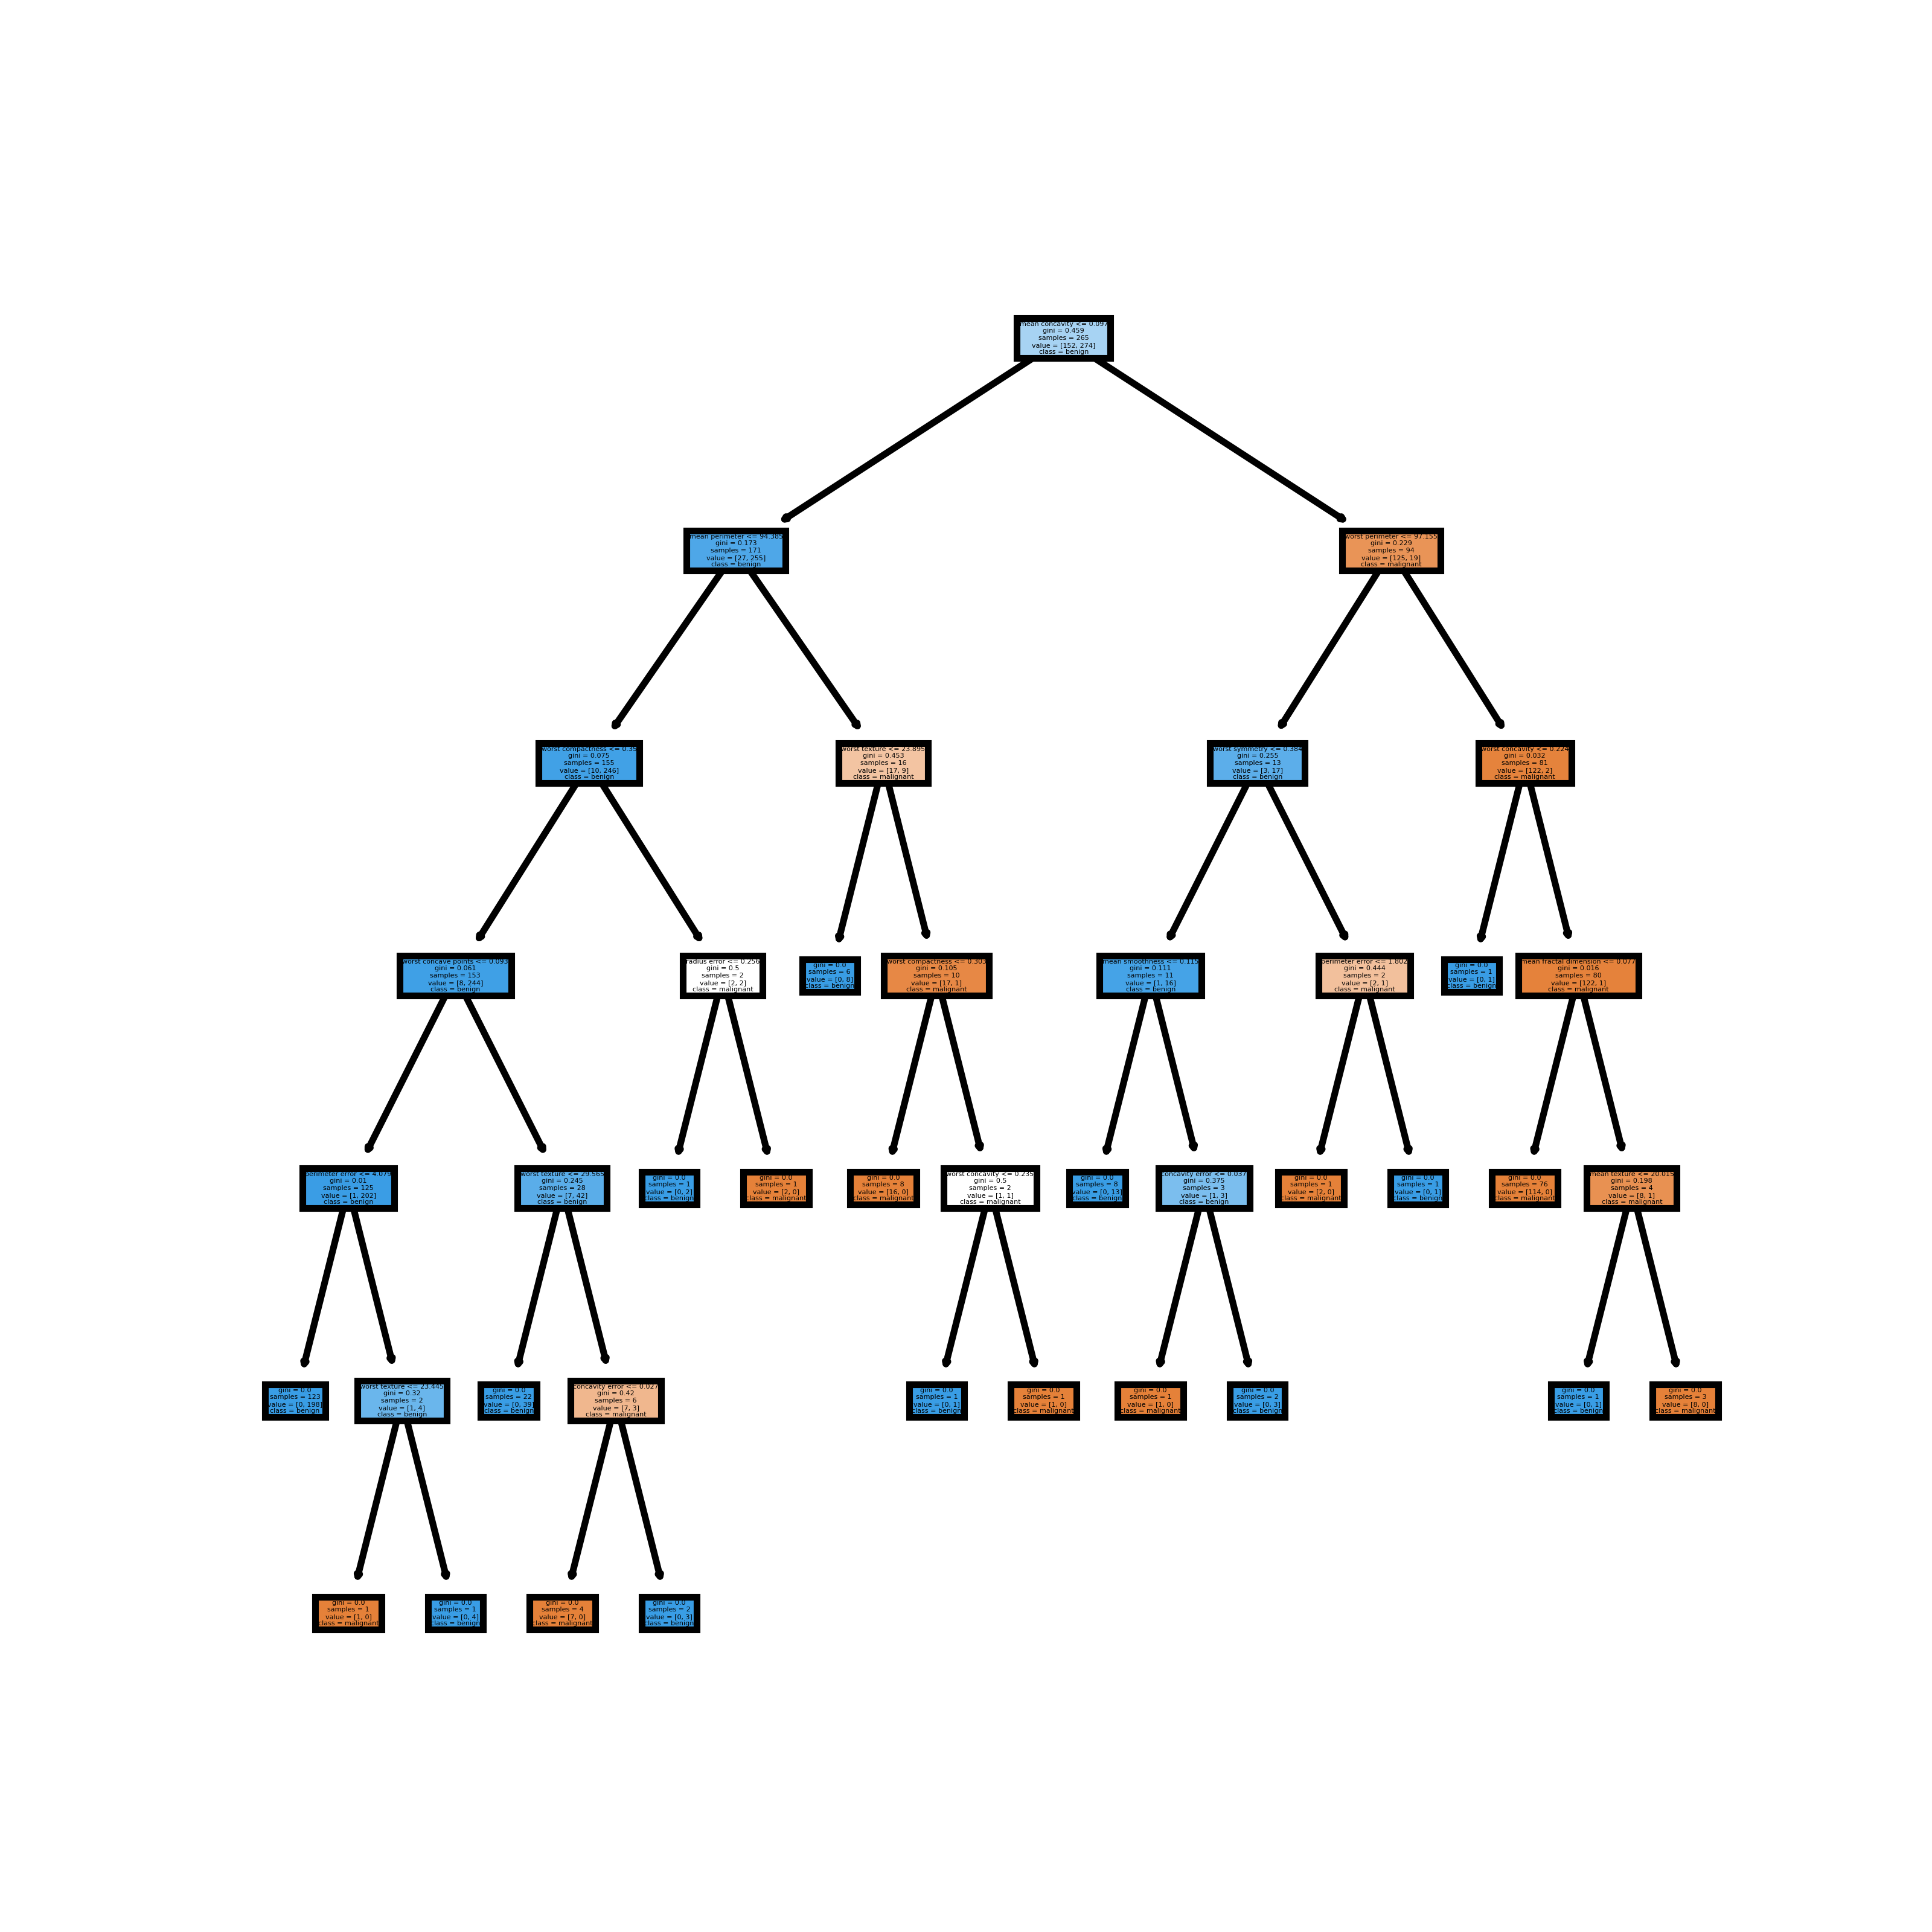 mean concavity <= 0.097
gini = 0.459
samples = 265
value = [152, 274]
class = benign
mean perimeter <= 94.385
gini = 0.173
samples = 171
value = [27, 255]
class = benign
worst perimeter <= 97.155
gini = 0.229
samples = 94
value = [125, 19]
class = malignant
worst compactness <= 0.35
gini = 0.075
samples = 155
value = [10, 246]
class = benign
worst texture <= 23.895
gini = 0.453
samples = 16
value = [17, 9]
class = malignant
worst symmetry <= 0.384
gini = 0.255
samples = 13
value = [3, 17]
class = benign
worst concavity <= 0.224
gini = 0.032
samples = 81
value = [122, 2]
class = malignant
worst concave points <= 0.093
gini = 0.061
samples = 153
value = [8, 244]
class = benign
radius error <= 0.256
gini = 0.5
samples = 2
value = [2, 2]
class = malignant
gini = 0.0
samples = 6
value = [0, 8]
class = benign
worst compactness <= 0.303
gini = 0.105
samples = 10
value = [17, 1]
class = malignant
mean smoothness <= 0.115
gini = 0.111
samples = 11
value = [1, 16]
class = benign
perimeter error <= 1.802
gini = 0.444
samples = 2
value = [2, 1]
class = malignant
gini = 0.0
samples = 1
value = [0, 1]
class = benign
mean fractal dimension <= 0.077
gini = 0.016
samples = 80
value = [122, 1]
class = malignant
perimeter error <= 4.079
gini = 0.01
samples = 125
value = [1, 202]
class = benign
worst texture <= 29.563
gini = 0.245
samples = 28
value = [7, 42]
class = benign
gini = 0.0
samples = 1
value = [0, 2]
class = benign
gini = 0.0
samples = 1
value = [2, 0]
class = malignant
gini = 0.0
samples = 8
value = [16, 0]
class = malignant
worst concavity <= 0.235
gini = 0.5
samples = 2
value = [1, 1]
class = malignant
gini = 0.0
samples = 8
value = [0, 13]
class = benign
concavity error <= 0.037
gini = 0.375
samples = 3
value = [1, 3]
class = benign
gini = 0.0
samples = 1
value = [2, 0]
class = malignant
gini = 0.0
samples = 1
value = [0, 1]
class = benign
gini = 0.0
samples = 76
value = [114, 0]
class = malignant
mean texture <= 20.015
gini = 0.198
samples = 4
value = [8, 1]
class = malignant
gini = 0.0
samples = 123
value = [0, 198]
class = benign
worst texture <= 23.445
gini = 0.32
samples = 2
value = [1, 4]
class = benign
gini = 0.0
samples = 22
value = [0, 39]
class = benign
concavity error <= 0.027
gini = 0.42
samples = 6
value = [7, 3]
class = malignant
gini = 0.0
samples = 1
value = [0, 1]
class = benign
gini = 0.0
samples = 1
value = [1, 0]
class = malignant
gini = 0.0
samples = 1
value = [1, 0]
class = malignant
gini = 0.0
samples = 2
value = [0, 3]
class = benign
gini = 0.0
samples = 1
value = [0, 1]
class = benign
gini = 0.0
samples = 3
value = [8, 0]
class = malignant
gini = 0.0
samples = 1
value = [1, 0]
class = malignant
gini = 0.0
samples = 1
value = [0, 4]
class = benign
gini = 0.0
samples = 4
value = [7, 0]
class = malignant
gini = 0.0
samples = 2
value = [0, 3]
class = benign